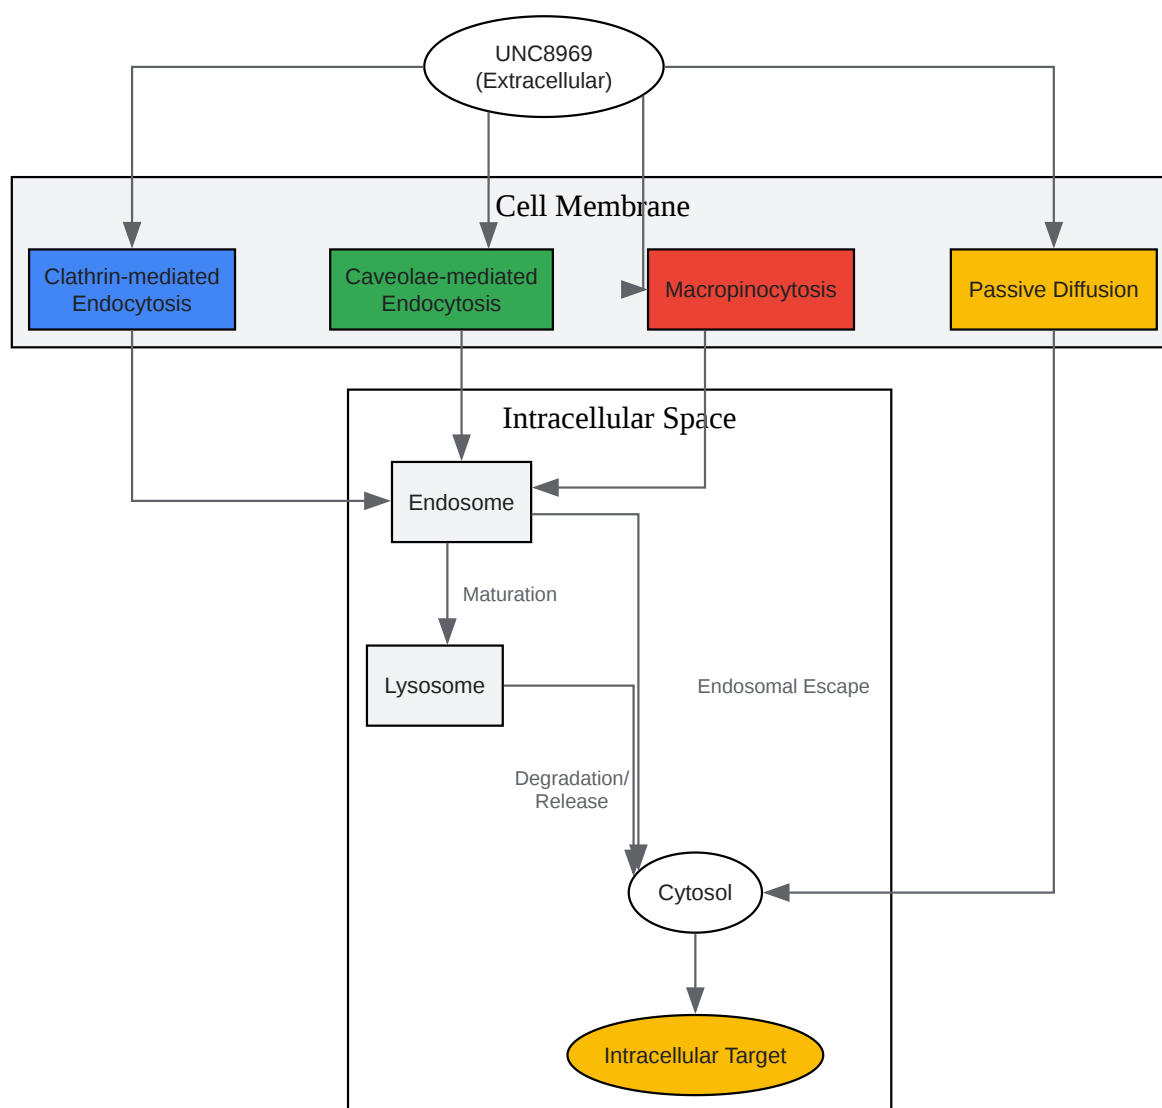 UNC8969
(Extracellular)
Cell Membrane
Clathrin-mediated
Endocytosis
Caveolae-mediated
Endocytosis
Macropinocytosis
Passive Diffusion
Intracellular Space
Endosome
Maturation
Lysosome
Endosomal Escape
Degradation/
Release
Cytosol
Intracellular Target